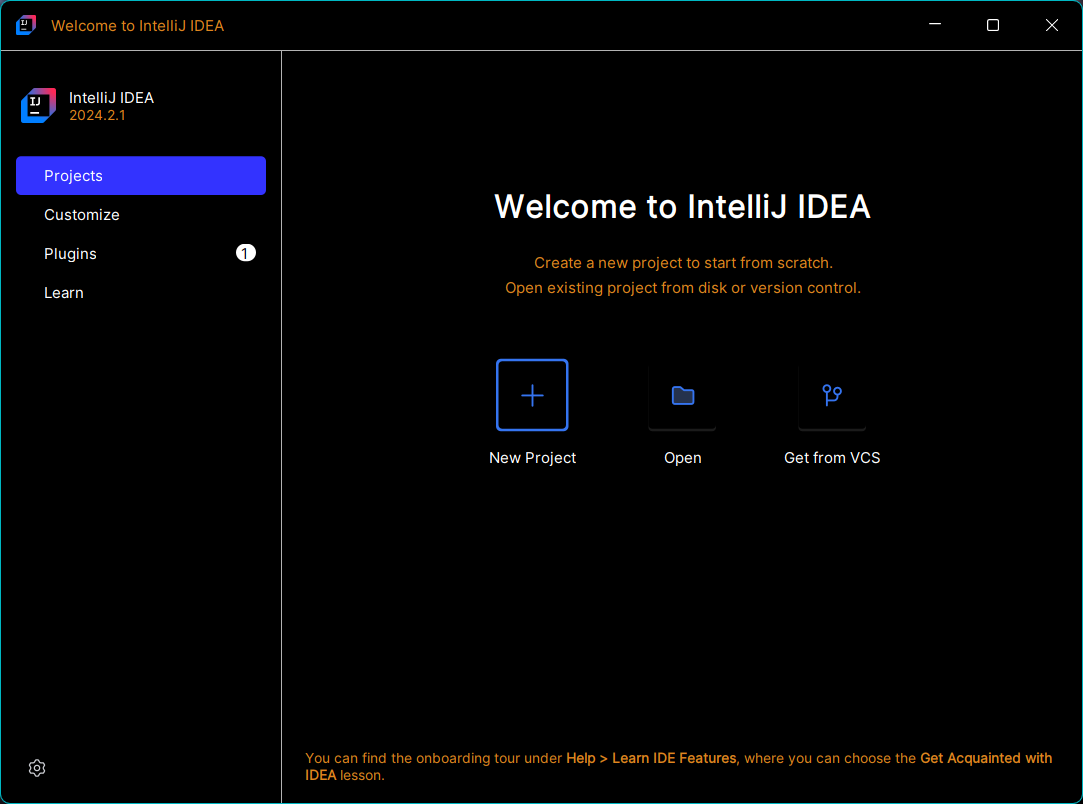 Welcome to IntelliJ IDEA
IJ
IntelliJ IDEA
2024.2.1
Projects
Customize
Plugins
1
Learn
Welcome to IntelliJ IDEA
Create a new project to start from scratch.
Open existing project from disk or version control.
New Project
Open
Get from VCS
You can find the onboarding tour under Help > Learn IDE Features, where you can choose the Get Acquainted with
IDEA lesson.